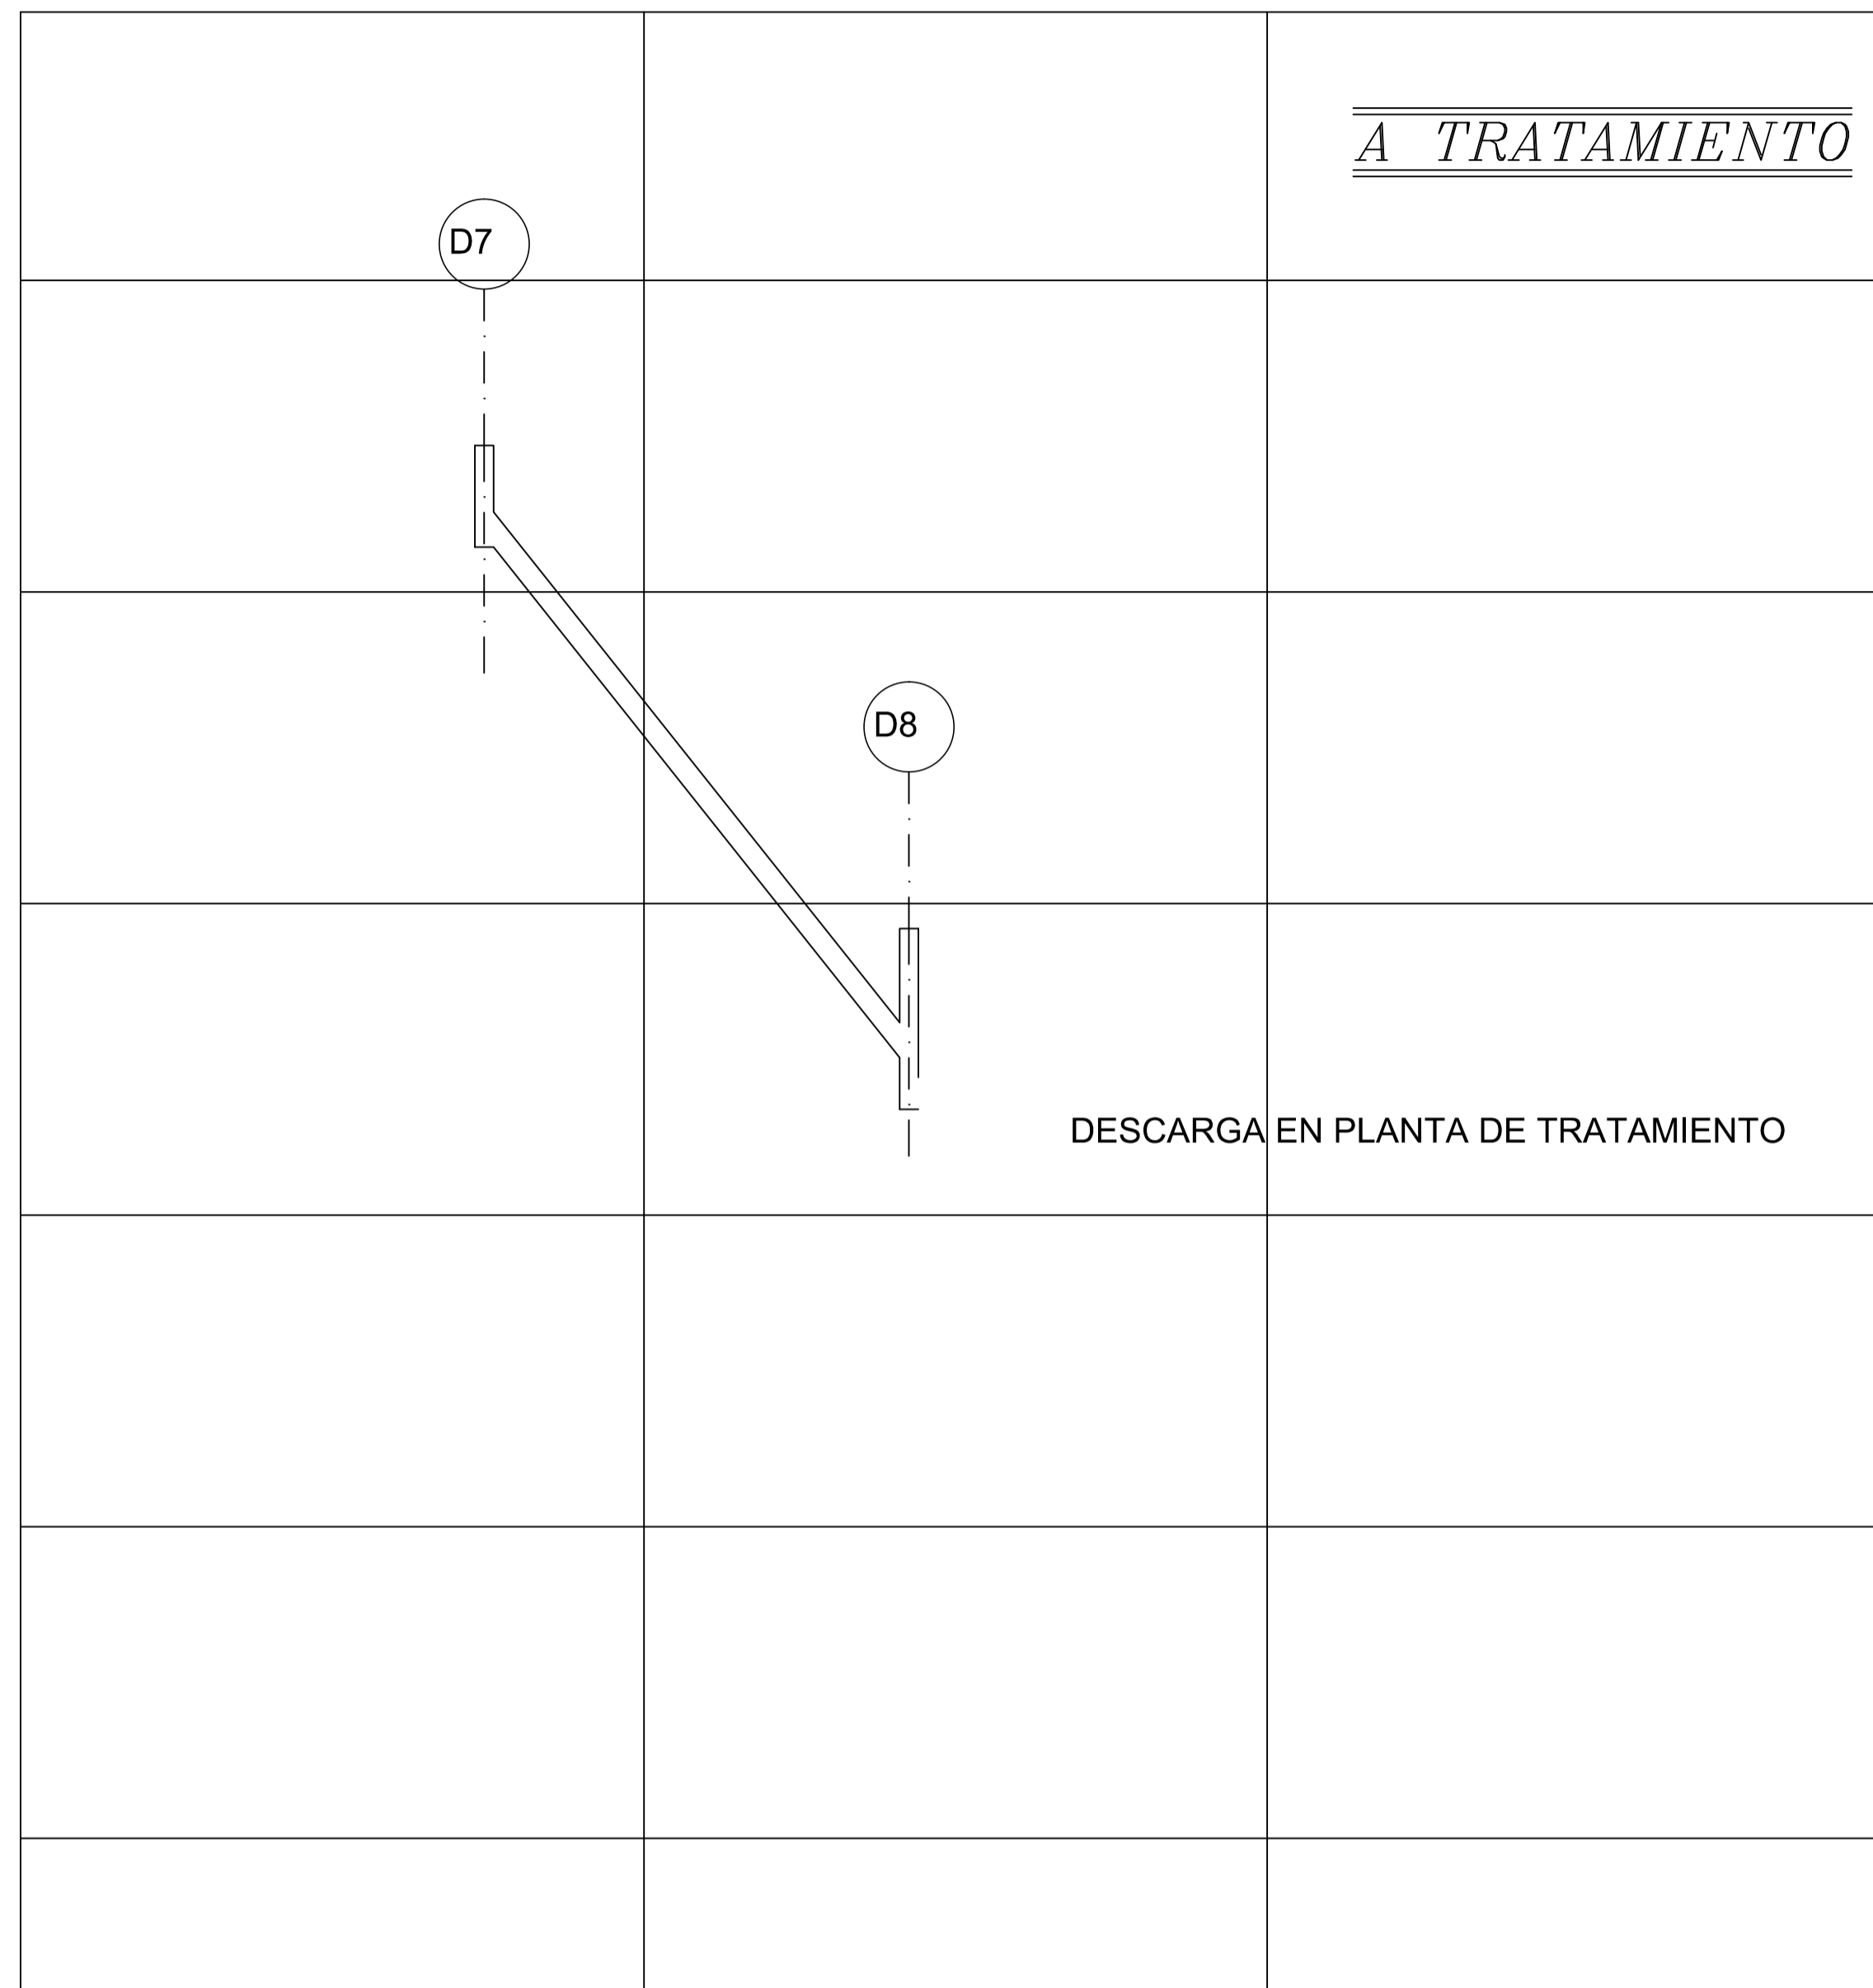 A TRATAMIENTO
D7
D8
DESCARGA EN PLANTA DE TRATAMIENTO